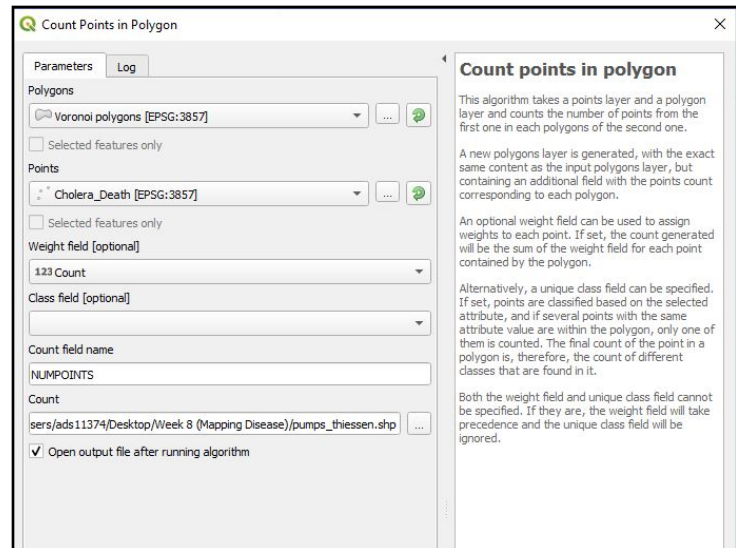 Count Points in Polygon
Parameters
Log
Polygons
Voronoi polygons [EPSG:3857]
...
Selected features only
Points
Cholera_Death [EPSG:3857]
...
Selected features only
Weight field [optional]
123 Count
Class field [optional]
Count field name
NUMPOINTS
Count
sers/ads11374/Desktop/Week 8 (Mapping Disease)/pumps_thiessen.shp
...
Open output file after running algorithm
Count points in polygon
This algorithm takes a points layer and a polygon
layer and counts the number of points from the
first one in each polygons of the second one.
A new polygons layer is generated, with the exact
same content as the input polygons layer, but
containing an additional field with the points count
corresponding to each polygon.
An optional weight field can be used to assign
weights to each point. If set, the count generated
will be the sum of the weight field for each point
contained by the polygon.
Alternatively, a unique class field can be specified.
If set, points are classified based on the selected
attribute, and if several points with the same
attribute value are within the polygon, only one of
them is counted. The final count of the point in a
polygon is, therefore, the count of different
classes that are found in it.
Both the weight field and unique class field cannot
be specified. If they are, the weight field will take
precedence and the unique class field will be
ignored.